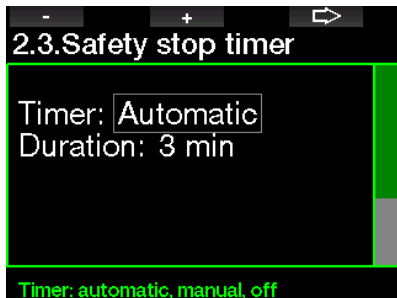 - +
2.3.Safety stop timer
Timer: Automatic
Duration: 3 min
Timer: automatic, manual, off